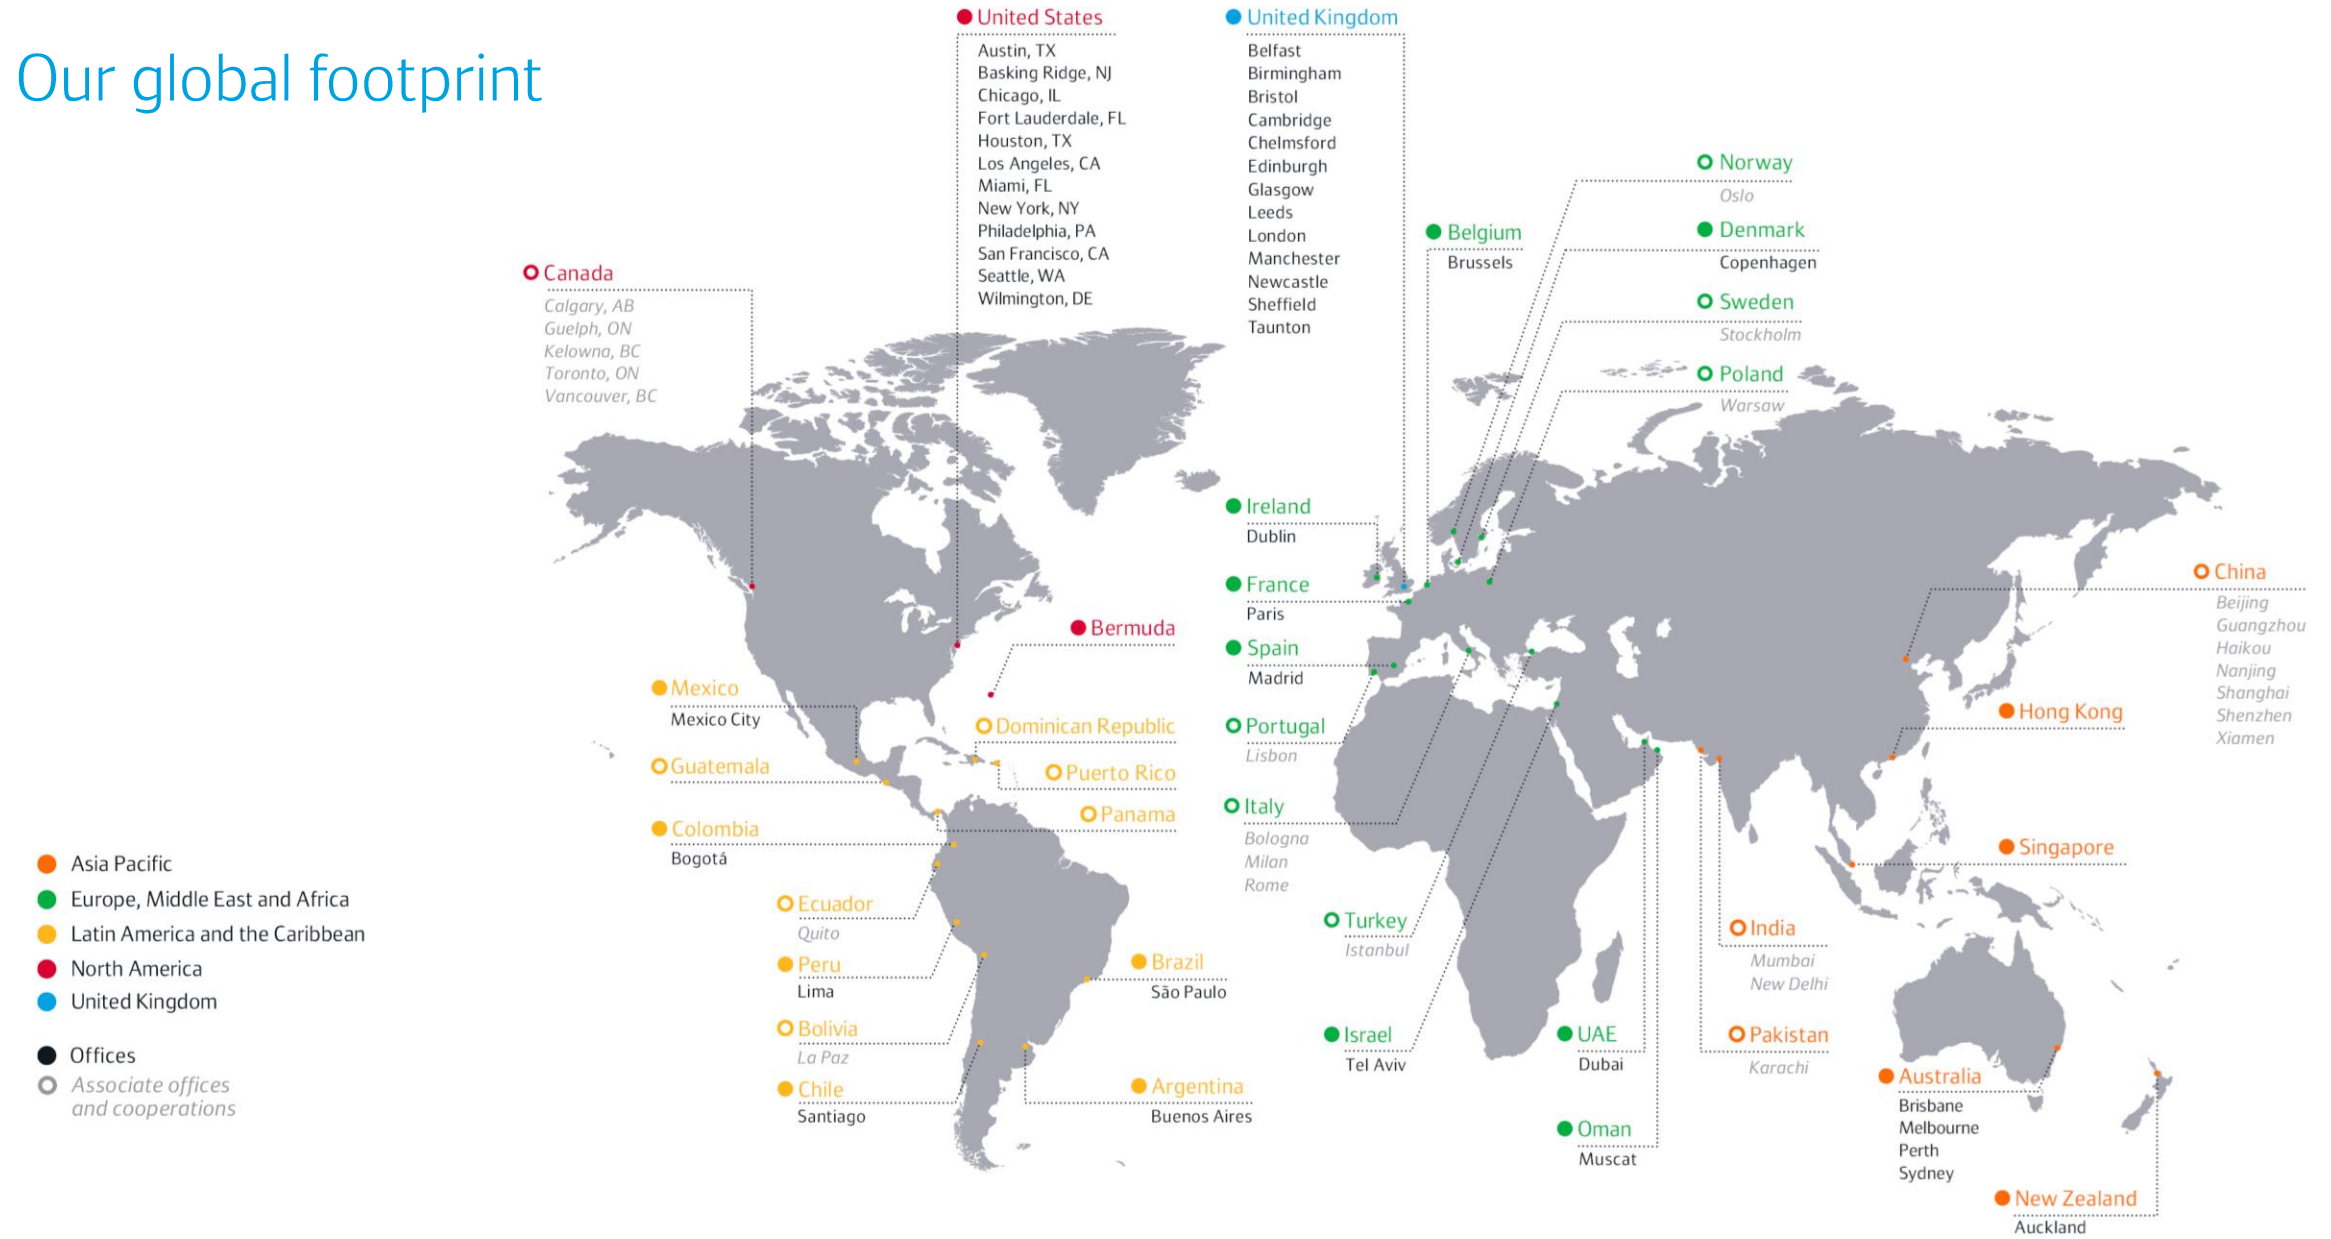 Our global footprint
United States
Austin, TX
Basking Ridge, NJ
Chicago, IL
Fort Lauderdale, FL
Houston, TX
Los Angeles, CA
Miami, FL
New York, NY
Philadelphia, PA
San Francisco, CA
Seattle, WA
Wilmington, DE
United Kingdom
Belfast
Birmingham
Bristol
Cambridge
Chelmsford
Edinburgh
Glasgow
Leeds
London
Manchester
Newcastle
Sheffield
Taunton
Norway
Oslo
Belgium
Brussels
Denmark
Copenhagen
Sweden
Stockholm
Poland
Warsaw
Canada
Calgary, AB
Guelph, ON
Kelowna, BC
Toronto, ON
Vancouver, BC
Ireland
Dublin
France
Paris
Spain
Madrid
Portugal
Lisbon
Italy
Bologna
Milan
Rome
Turkey
Istanbul
Israel
Tel Aviv
UAE
Dubai
Oman
Muscat
Bermuda
Mexico
Mexico City
Dominican Republic
Guatemala
Puerto Rico
Panama
Colombia
Bogotá
Ecuador
Quito
Peru
Lima
Brazil
São Paulo
Bolivia
La Paz
Chile
Santiago
Argentina
Buenos Aires
China
Beijing
Guangzhou
Haikou
Nanjing
Shanghai
Shenzhen
Xiamen
Hong Kong
Singapore
India
Mumbai
New Delhi
Pakistan
Karachi
Australia
Brisbane
Melbourne
Perth
Sydney
New Zealand
Auckland
Asia Pacific
Europe, Middle East and Africa
Latin America and the Caribbean
North America
United Kingdom
Offices
Associate offices
and cooperations